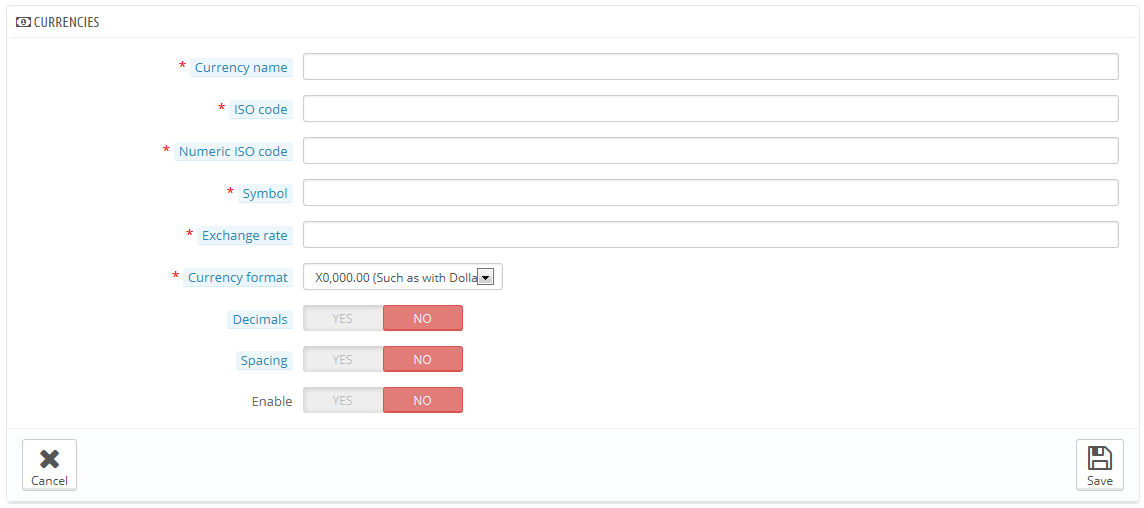 CURRENCIES
* Currency name
* ISO code
* Numeric ISO code
* Symbol
* Exchange rate
* Currency format X0,000.00 (Such as with Dolla
Decimals YES NO
Spacing YES NO
Enable YES NO
Cancel Save